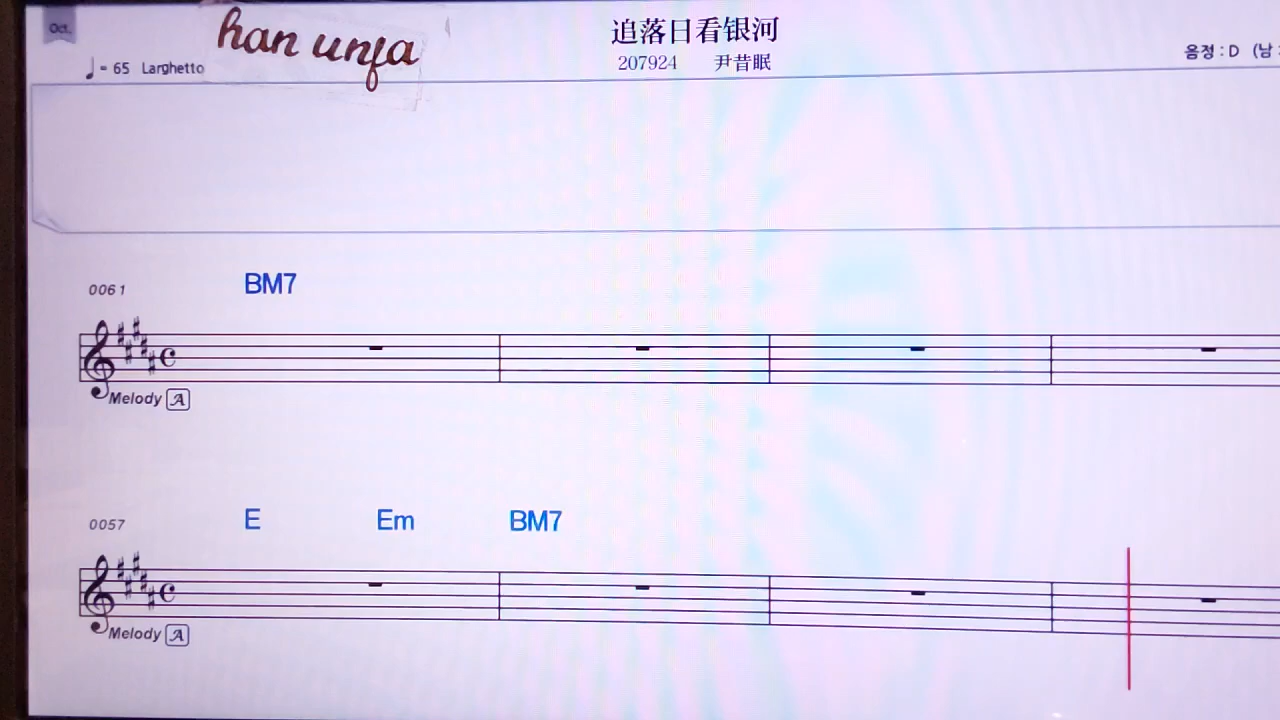 Oct.
han unfa
追落日看银河
♩= 65 Larghetto
207924 尹昔眠
음정 : D (남
0061 BM7
Melody A
0057 E Em BM7
Melody A